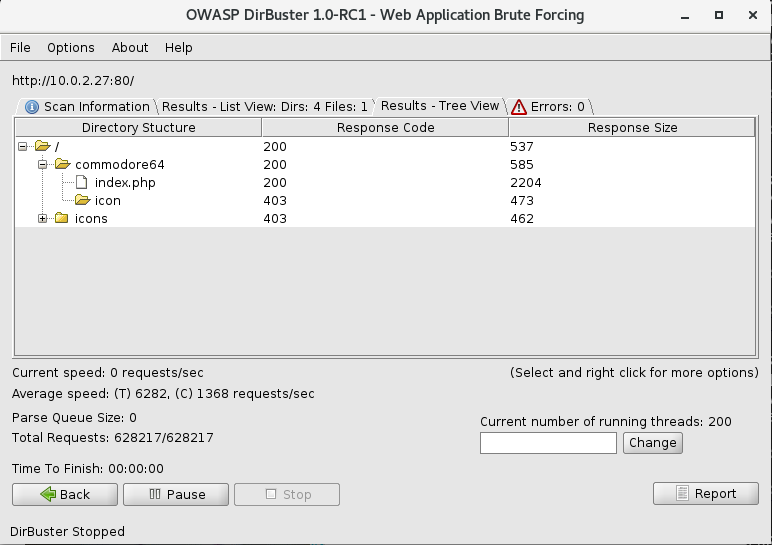 OWASP DirBuster 1.0-RC1 - Web Application Brute Forcing
File Options About Help
http://10.0.2.27:80/
Scan Information Results - List View: Dirs: 4 Files: 1 Results - Tree View Errors: 0
Directory Stucture Response Code Response Size
/ 200 537
commodore64 200 585
index.php 200 2204
icon 403 473
icons 403 462
Current speed: 0 requests/sec (Select and right click for more options)
Average speed: (T) 6282, (C) 1368 requests/sec
Parse Queue Size: 0 Current number of running threads: 200
Total Requests: 628217/628217 Change
Time To Finish: 00:00:00
Back Pause Stop Report
DirBuster Stopped